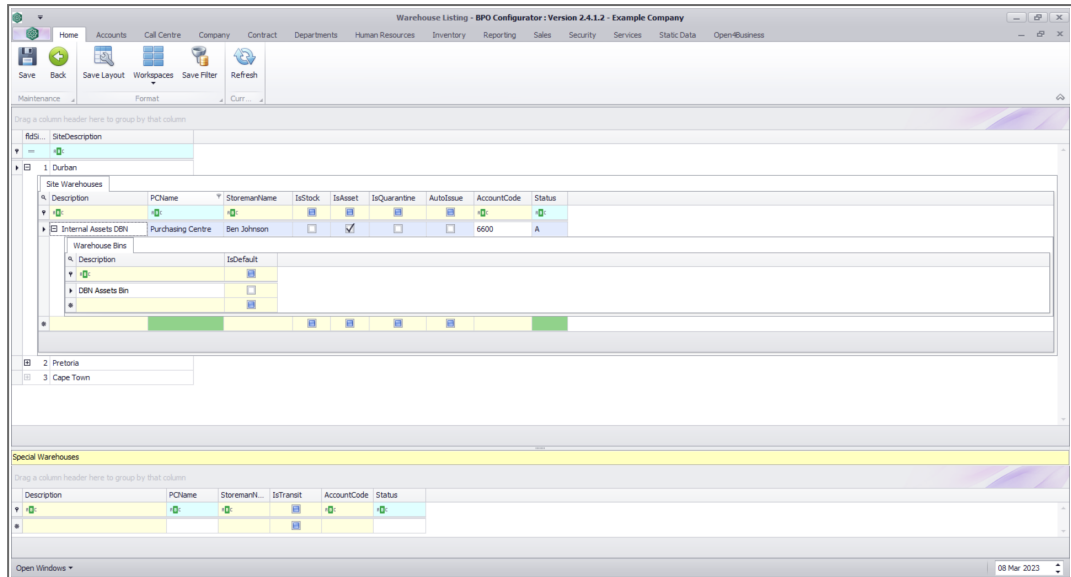 Warehouse Listing - BPO Configurator : Version 2.4.1.2 - Example Company
Home Accounts Call Centre Company Contract Departments Human Resources Inventory Reporting Sales Security Services Static Data Open4Business
Save Back Save Layout Workspaces Save Filter Refresh
Maintenance Format Curr...
Drag a column header here to group by that column
fldSi... SiteDescription
1 Durban
Site Warehouses
Description PCName StoremanName IsStock IsAsset IsQuarantine AutoIssue AccountCode Status
Internal Assets DBN Purchasing Centre Ben Johnson 6600 A
Warehouse Bins
Description IsDefault
DBN Assets Bin
2 Pretoria
3 Cape Town
Special Warehouses
Drag a column header here to group by that column
Description PCName StoremanN... IsTransit AccountCode Status
Open Windows 08 Mar 2023